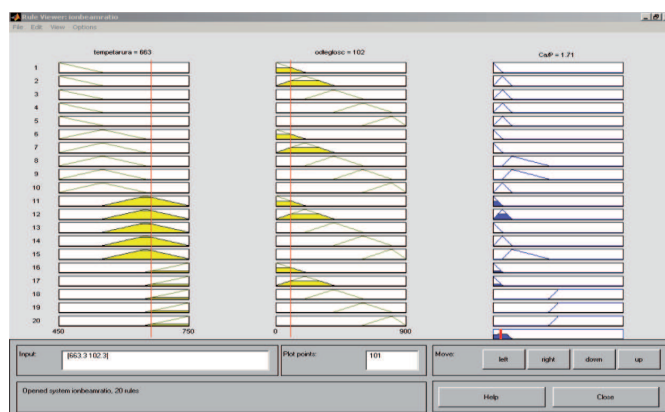 Rule Viewer: ionbeamratio
File Edit View Options
tempetarura = 663
odleglosc = 102
Ca/P = 1.71
1
2
3
4
5
6
7
8
9
10
11
12
13
14
15
16
17
18
19
20
450 750
0 900
Input:
[663.3 102.3]
Plot points:
101
Move:
left
right
down
up
Opened system ionbeamratio, 20 rules
Help
Close